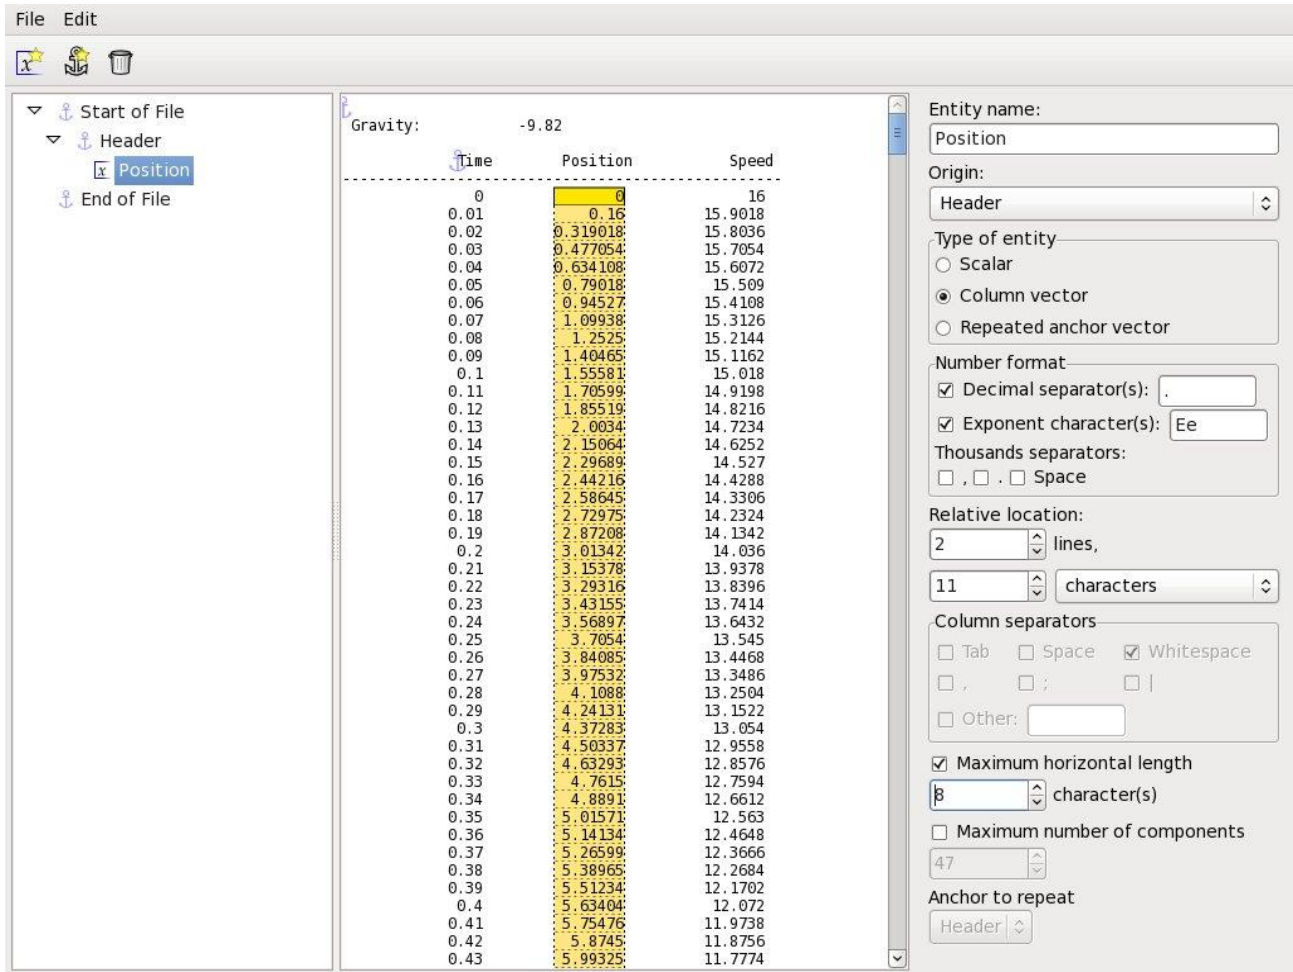 File Edit
Start of File
Header
x Position
End of File
Gravity: -9.82
Time Position Speed
0 0 16
0.01 0.16 15.9018
0.02 0.319018 15.8036
0.03 0.477054 15.7054
0.04 0.634108 15.6072
0.05 0.79018 15.509
0.06 0.94527 15.4108
0.07 1.09938 15.3126
0.08 1.2525 15.2144
0.09 1.40465 15.1162
0.1 1.55581 15.018
0.11 1.70599 14.9198
0.12 1.85519 14.8216
0.13 2.0034 14.7234
0.14 2.15064 14.6252
0.15 2.29689 14.527
0.16 2.44216 14.4288
0.17 2.58645 14.3306
0.18 2.72975 14.2324
0.19 2.87208 14.1342
0.2 3.01342 14.036
0.21 3.15378 13.9378
0.22 3.29316 13.8396
0.23 3.43155 13.7414
0.24 3.56897 13.6432
0.25 3.7054 13.545
0.26 3.84085 13.4468
0.27 3.97532 13.3486
0.28 4.1088 13.2504
0.29 4.24131 13.1522
0.3 4.37283 13.054
0.31 4.50337 12.9558
0.32 4.63293 12.8576
0.33 4.7615 12.7594
0.34 4.8891 12.6612
0.35 5.01571 12.563
0.36 5.14134 12.4648
0.37 5.26599 12.3666
0.38 5.38965 12.2684
0.39 5.51234 12.1702
0.4 5.63404 12.072
0.41 5.75476 11.9738
0.42 5.8745 11.8756
0.43 5.99325 11.7774
Entity name:
Position
Origin:
Header
Type of entity
Scalar
Column vector
Repeated anchor vector
Number format
Decimal separator(s): .
Exponent character(s): Ee
Thousands separators:
, . Space
Relative location:
2 lines,
11 characters
Column separators
Tab Space Whitespace
, ; |
Other:
Maximum horizontal length
8 character(s)
Maximum number of components
47
Anchor to repeat
Header